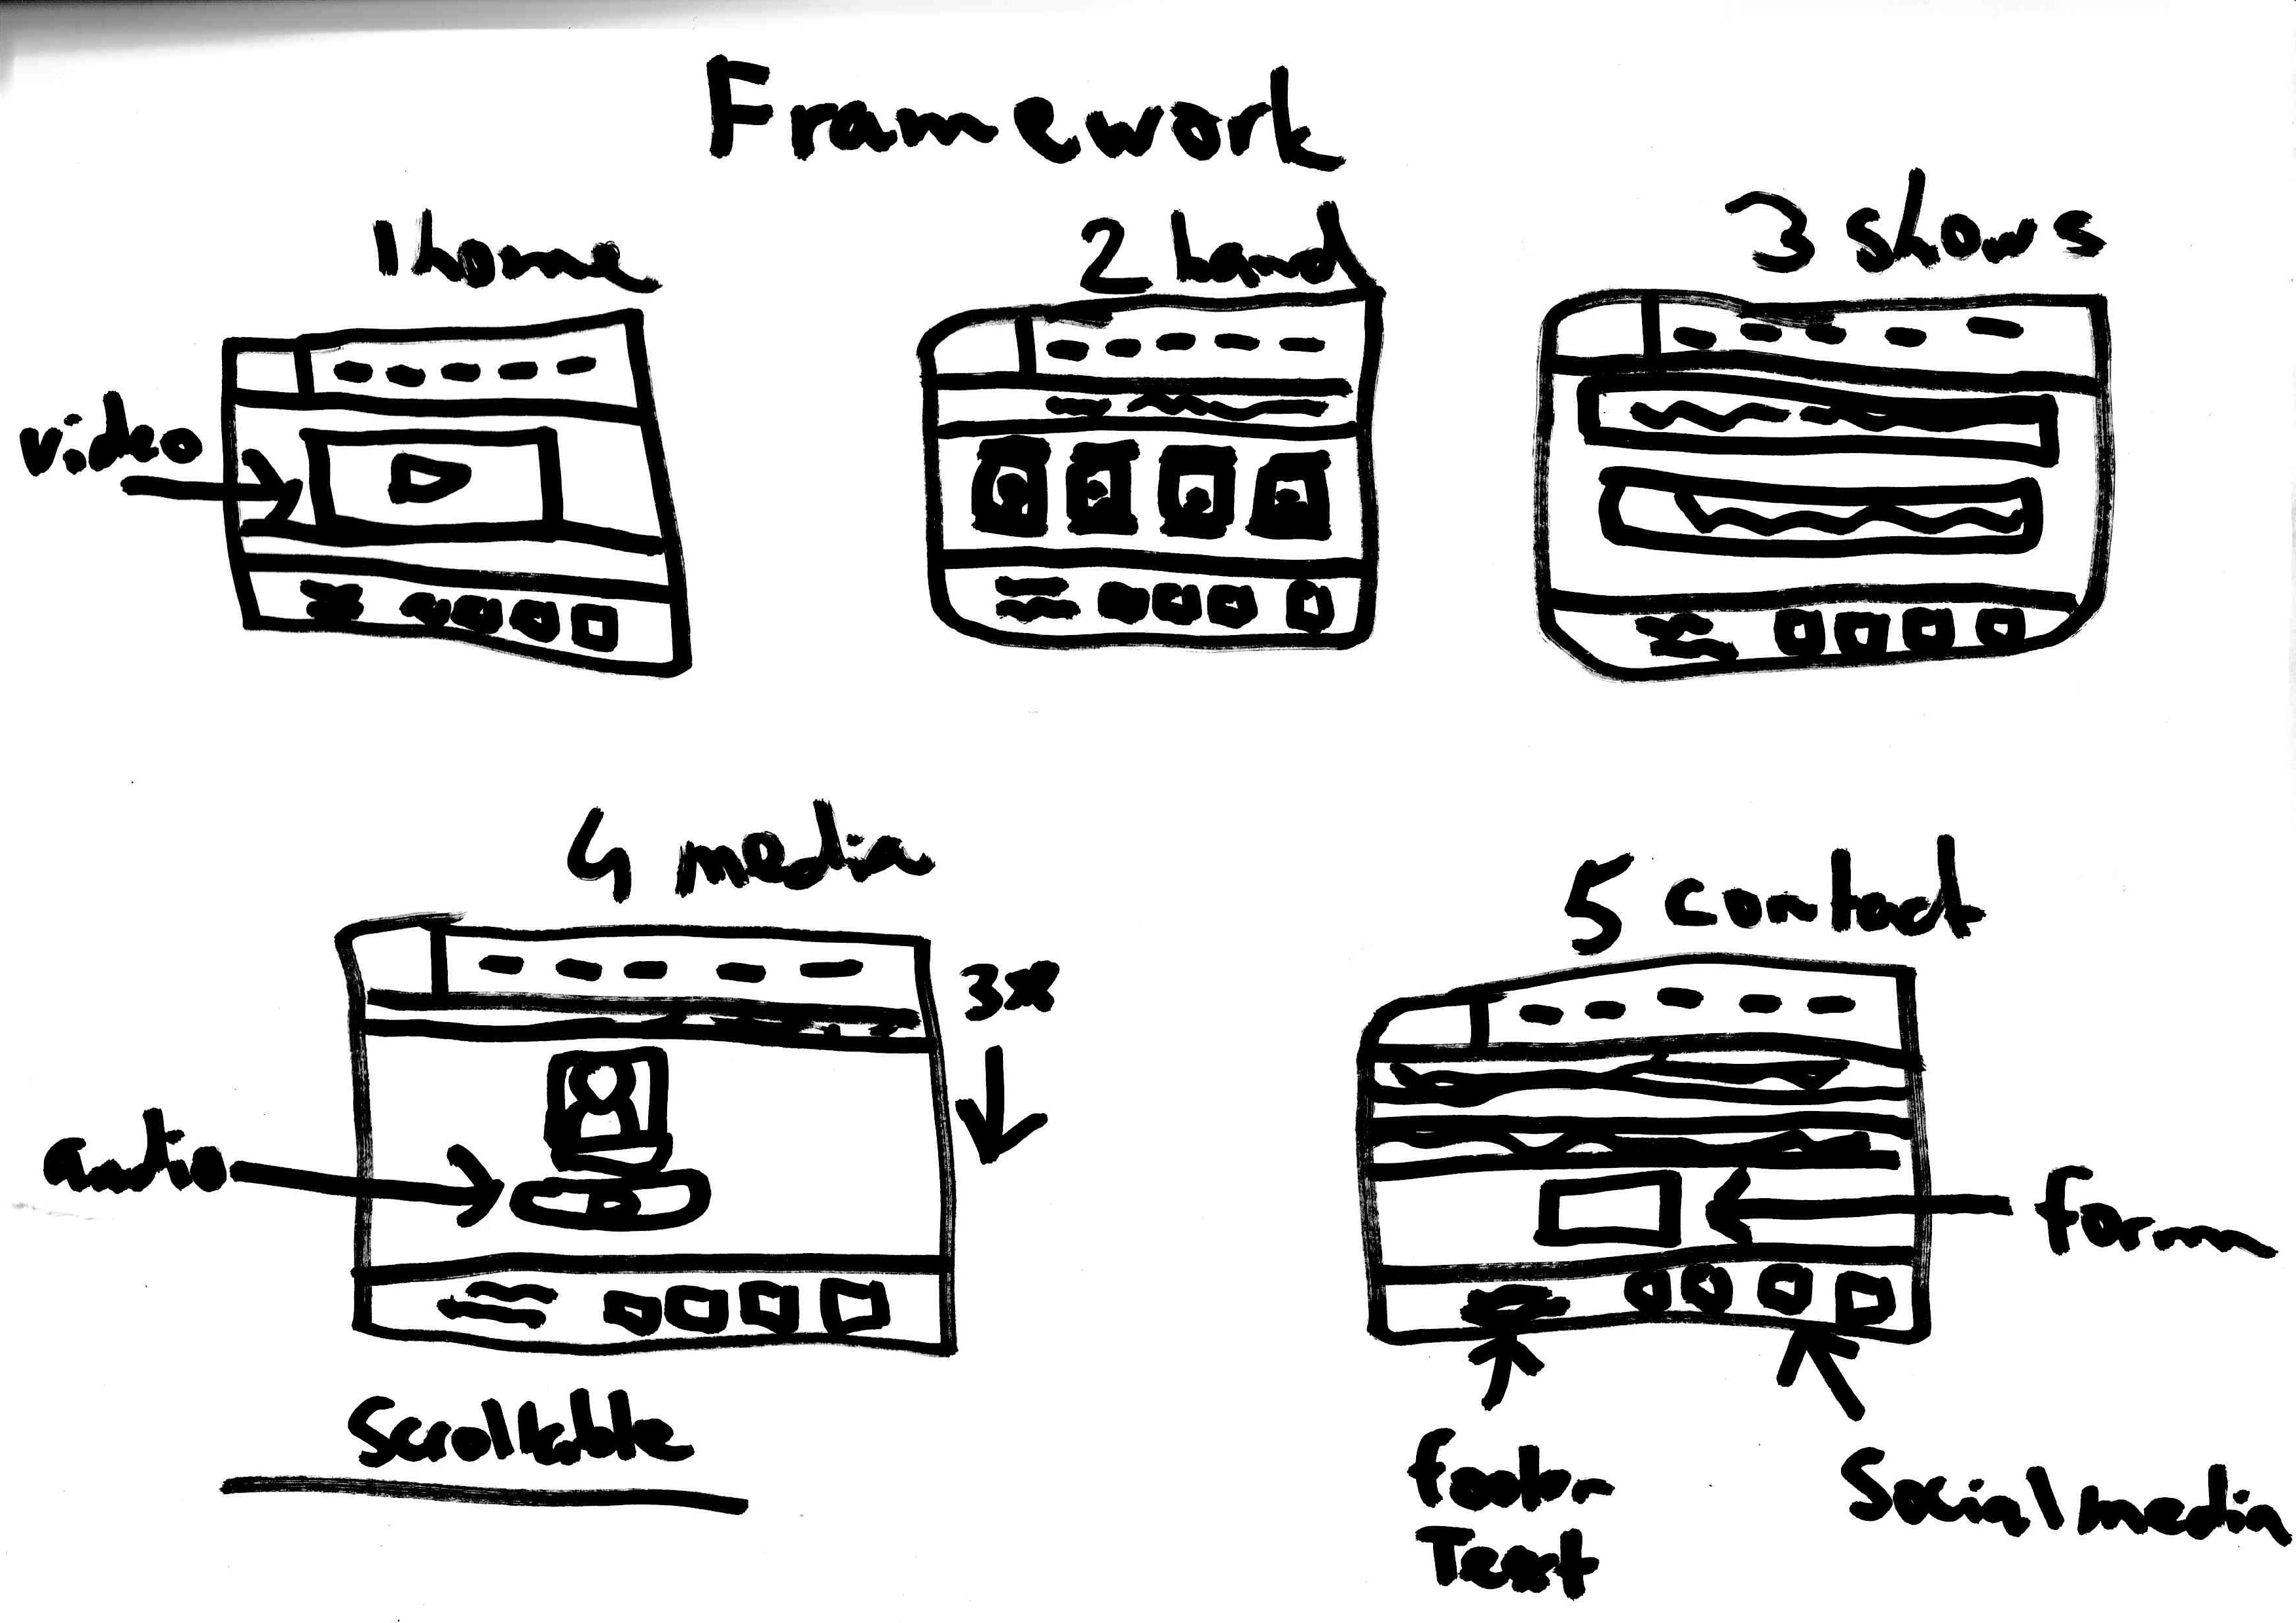 Framework
1 home
2 band
3 shows
video
4 media
3x
5 contact
audio
form
Scrollable
footer
Text
Social media